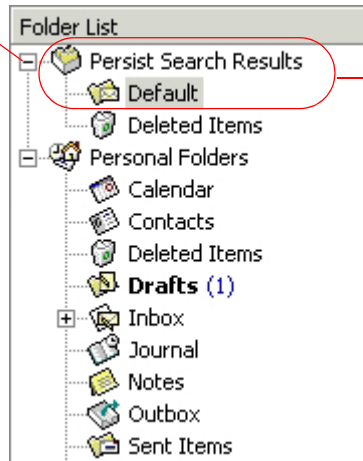 Folder List
Persist Search Results
Default
Deleted Items
Personal Folders
Calendar
Contacts
Deleted Items
Drafts (1)
Inbox
Journal
Notes
Outbox
Sent Items